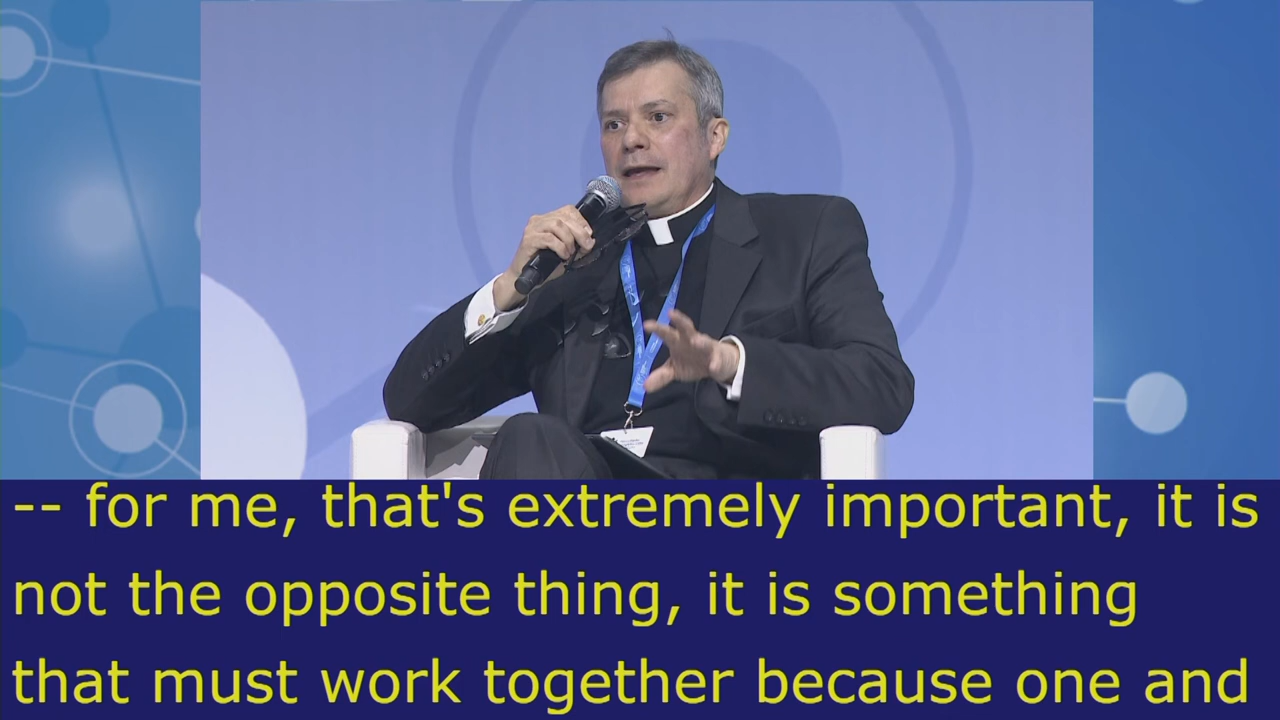 -- for me, that's extremely important, it is
not the opposite thing, it is something
that must work together because one and